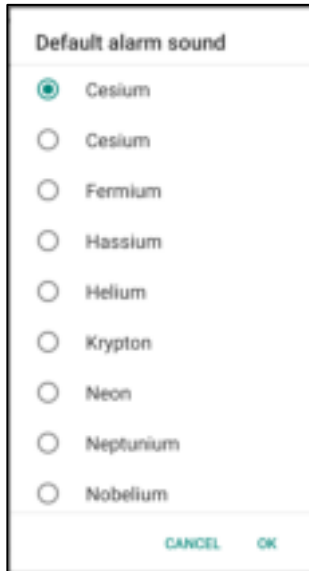 Default alarm sound
Cesium
Cesium
Fermium
Hassium
Helium
Krypton
Neon
Neptunium
Nobelium
CANCEL OK